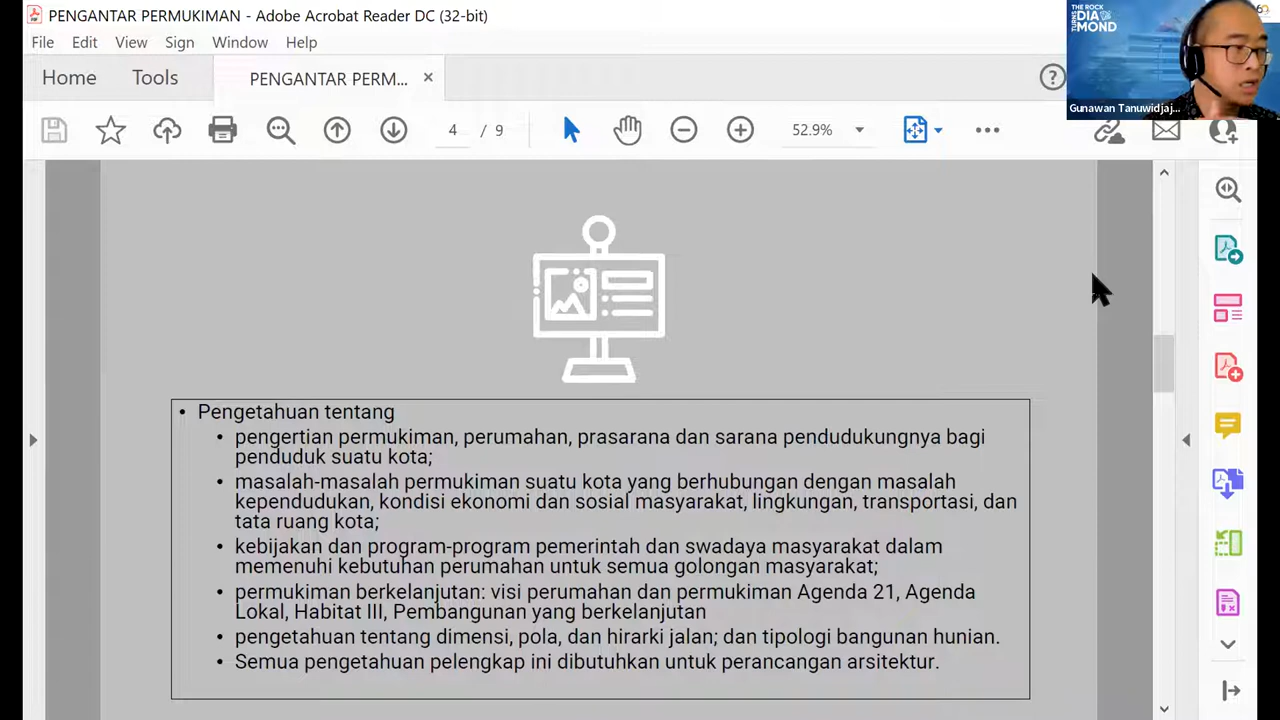 PENGANTAR PERMUKIMAN - Adobe Acrobat Reader DC (32-bit)
File Edit View Sign Window Help
Home Tools PENGANTAR PERM... ×
4 / 9 52.9%
THE ROCK
TURNS
DIA
MOND
Gunawan Tanuwidjaj...
• Pengetahuan tentang
• pengertian permukiman, perumahan, prasarana dan sarana pendudukungnya bagi
penduduk suatu kota;
• masalah-masalah permukiman suatu kota yang berhubungan dengan masalah
kependudukan, kondisi ekonomi dan sosial masyarakat, lingkungan, transportasi, dan
tata ruang kota;
• kebijakan dan program-program pemerintah dan swadaya masyarakat dalam
memenuhi kebutuhan perumahan untuk semua golongan masyarakat;
• permukiman berkelanjutan: visi perumahan dan permukiman Agenda 21, Agenda
Lokal, Habitat III, Pembangunan yang berkelanjutan
• pengetahuan tentang dimensi, pola, dan hirarki jalan; dan tipologi bangunan hunian.
• Semua pengetahuan pelengkap ini dibutuhkan untuk perancangan arsitektur.